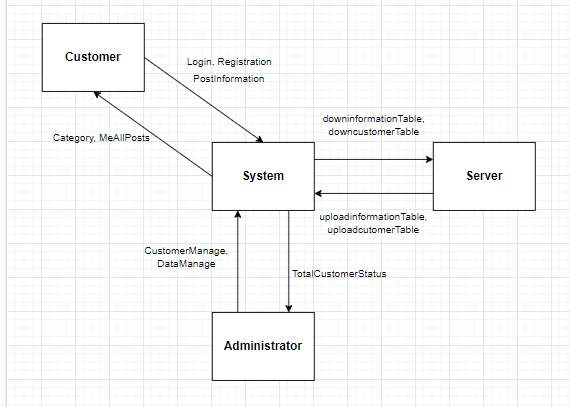 Customer
Login, Registration
PostInformation
Category, MeAllPosts
downinformationTable,
downcustomerTable
System
Server
uploadinformationTable,
uploadcutomerTable
CustomerManage,
DataManage
TotalCustomerStatus
Administrator